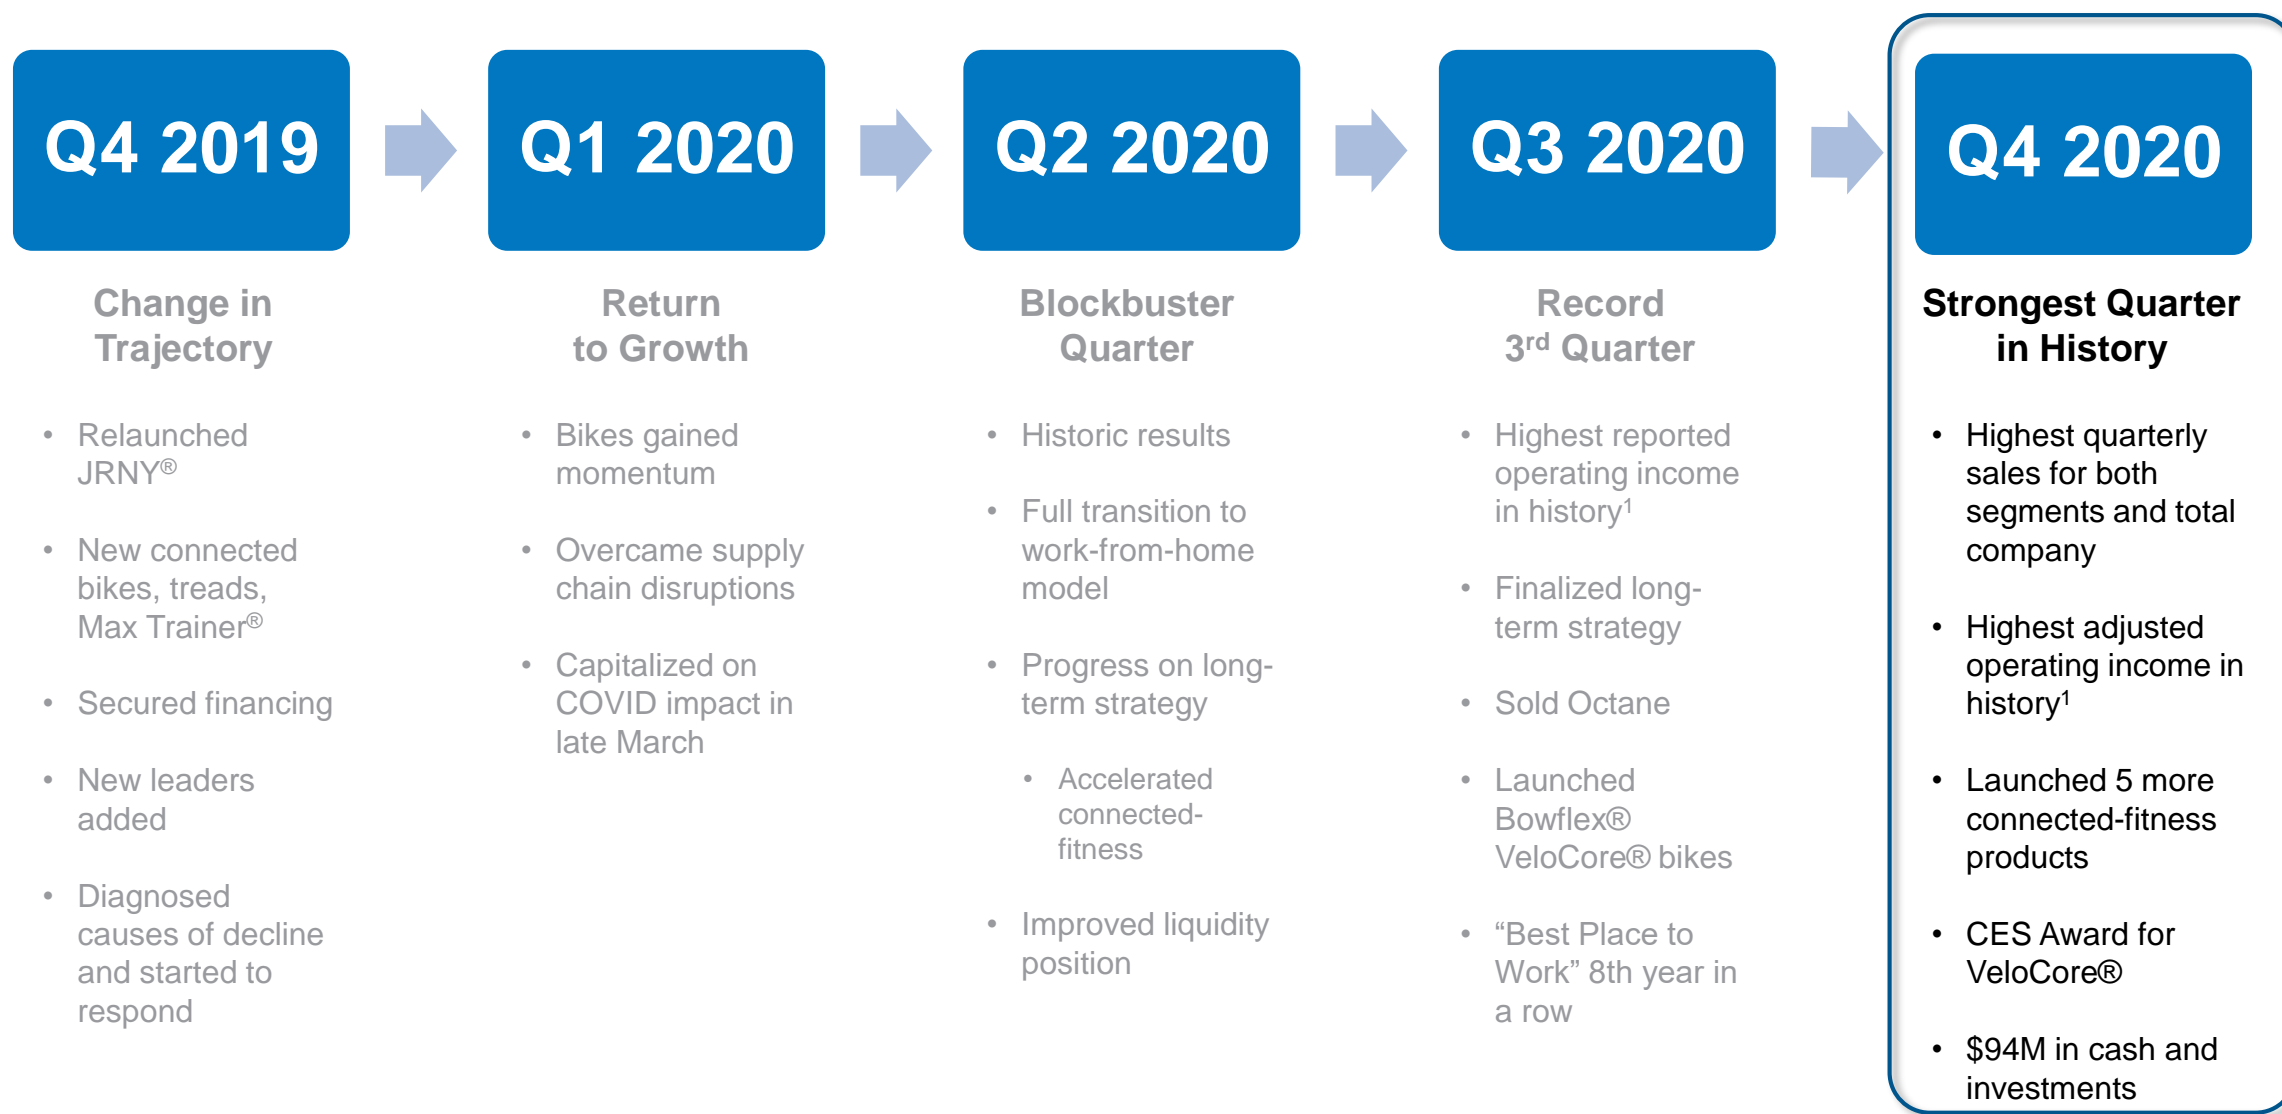 Q4 2019
Change in
Trajectory
• Relaunched
JRNY®
• New connected
bikes, treads,
Max Trainer®
• Secured financing
• New leaders
added
• Diagnosed
causes of decline
and started to
respond
Q1 2020
Return
to Growth
• Bikes gained
momentum
• Overcame supply
chain disruptions
• Capitalized on
COVID impact in
late March
Q2 2020
Blockbuster
Quarter
• Historic results
• Full transition to
work-from-home
model
• Progress on long-
term strategy
• Accelerated
connected-
fitness
• Improved liquidity
position
Q3 2020
Record
3rd Quarter
• Highest reported
operating income
in history1
• Finalized long-
term strategy
• Sold Octane
• Launched
Bowflex®
VeloCore® bikes
• “Best Place to
Work” 8th year in
a row
Q4 2020
Strongest Quarter
in History
• Highest quarterly
sales for both
segments and total
company
• Highest adjusted
operating income in
history1
• Launched 5 more
connected-fitness
products
• CES Award for
VeloCore®
• $94M in cash and
investments